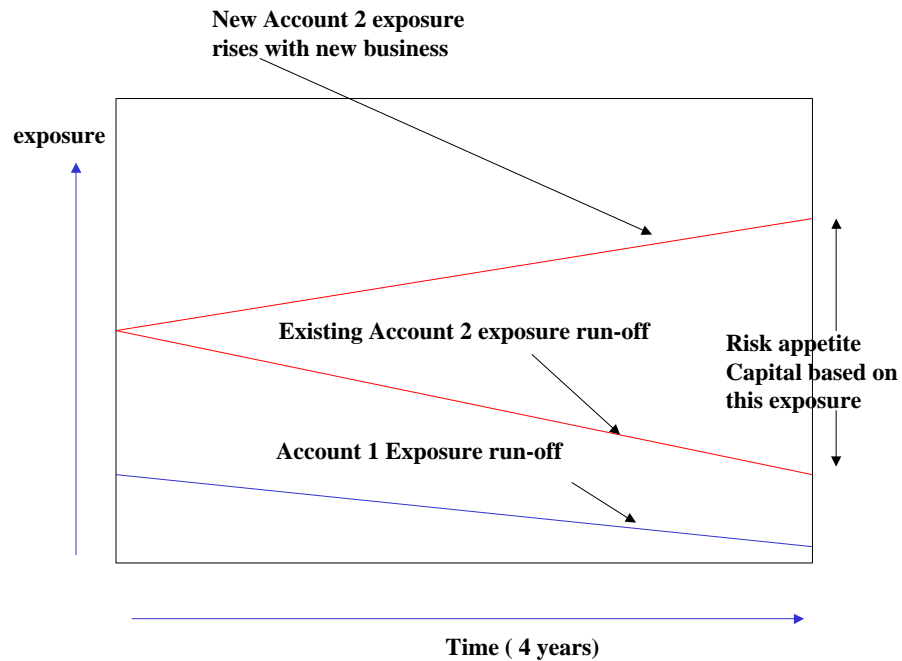 New Account 2 exposure
rises with new business
exposure
Existing Account 2 exposure run-off
Risk appetite
Capital based on
this exposure
Account 1 Exposure run-off
Time ( 4 years)